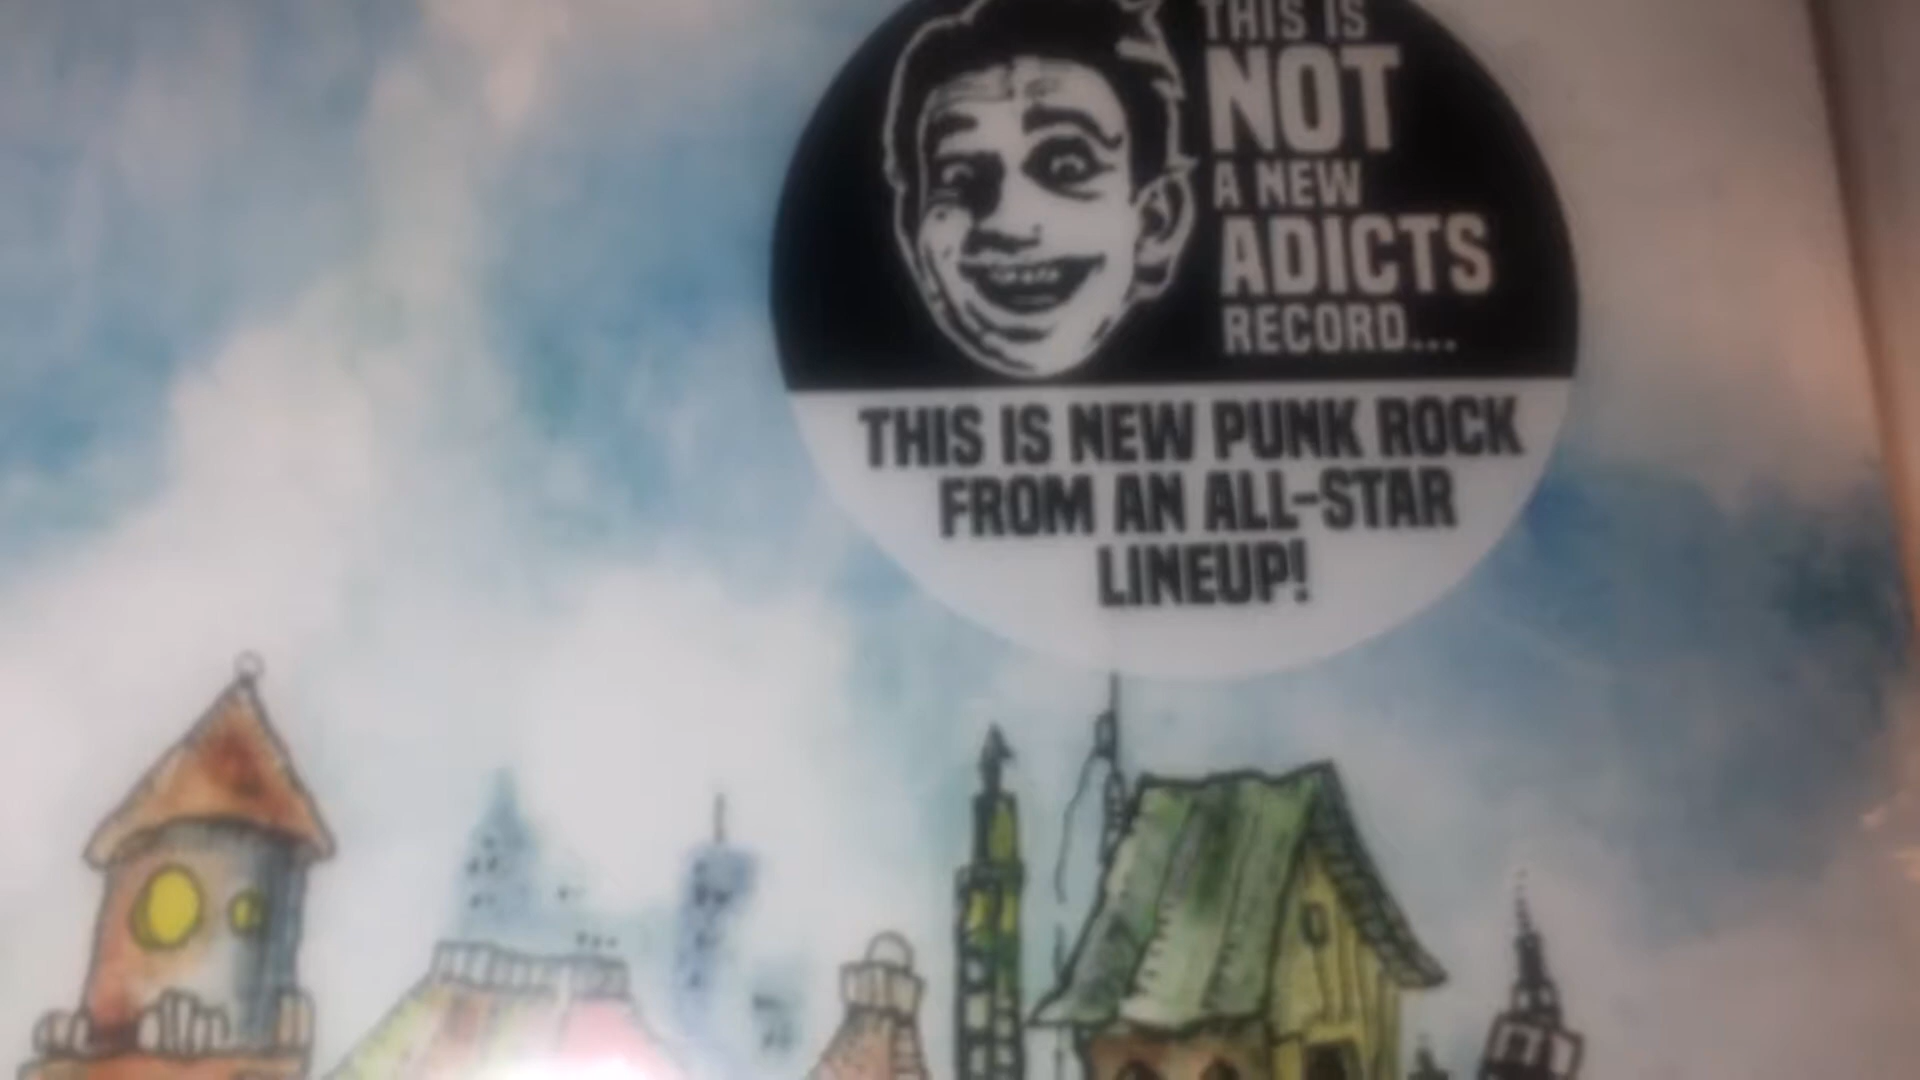 THIS IS
NOT
A NEW
ADICTS
RECORD...
THIS IS NEW PUNK ROCK
FROM AN ALL-STAR
LINEUP!